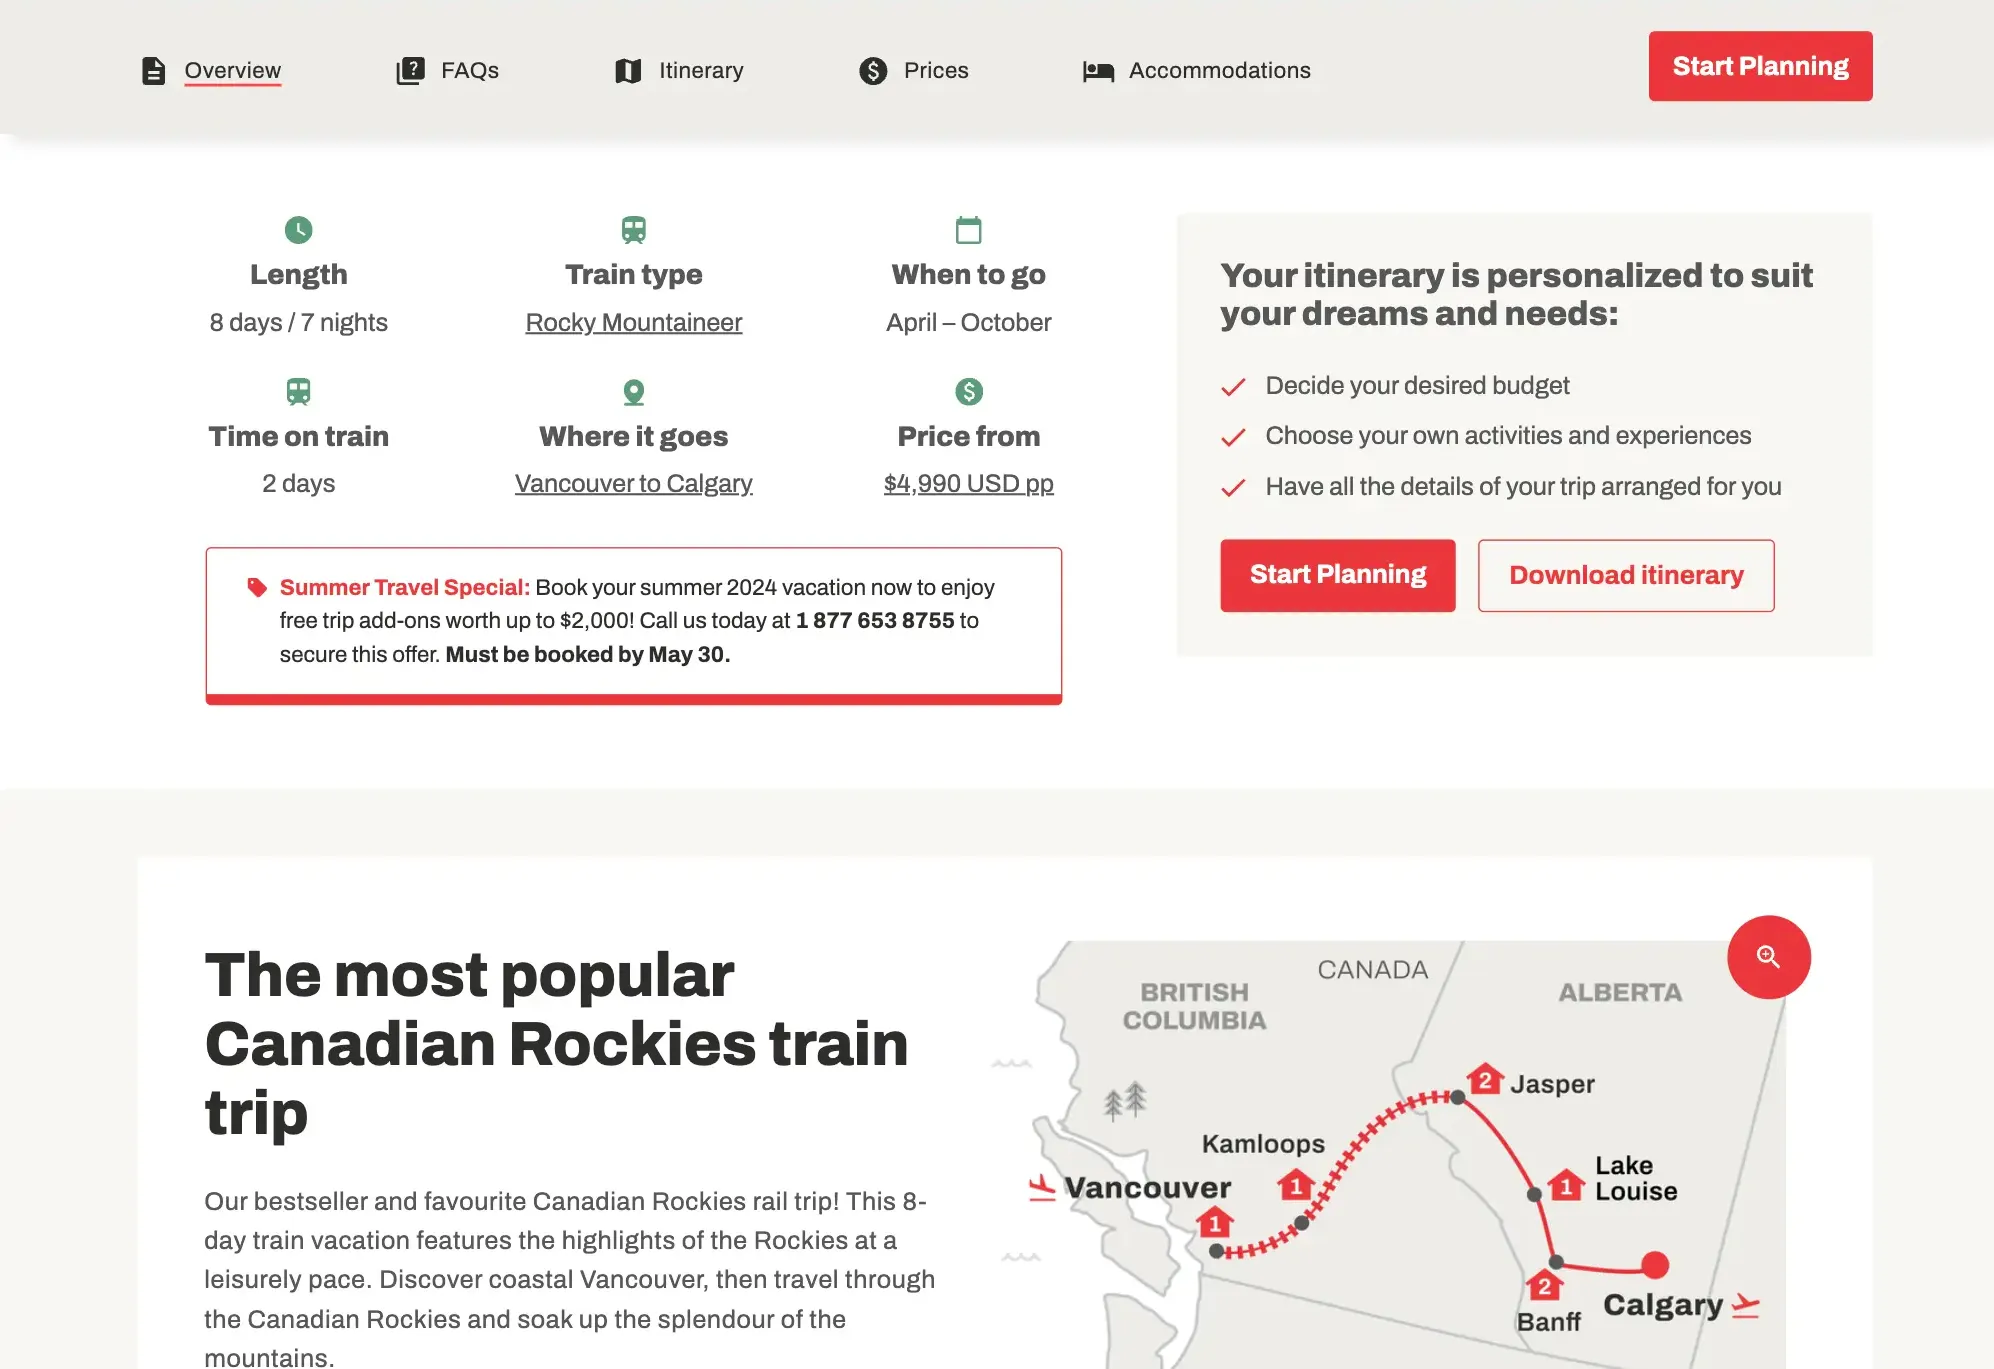 Overview
FAQs
Itinerary
Prices
Accommodations
Start Planning
Length
8 days / 7 nights
Train type
Rocky Mountaineer
When to go
April – October
Time on train
2 days
Where it goes
Vancouver to Calgary
Price from
$4,990 USD pp
Summer Travel Special: Book your summer 2024 vacation now to enjoy
free trip add-ons worth up to $2,000! Call us today at 1 877 653 8755 to
secure this offer. Must be booked by May 30.
Your itinerary is personalized to suit
your dreams and needs:
Decide your desired budget
Choose your own activities and experiences
Have all the details of your trip arranged for you
Start Planning
Download itinerary
The most popular
Canadian Rockies train
trip
Our bestseller and favourite Canadian Rockies rail trip! This 8-
day train vacation features the highlights of the Rockies at a
leisurely pace. Discover coastal Vancouver, then travel through
the Canadian Rockies and soak up the splendour of the
mountains.
CANADA
BRITISH
COLUMBIA
ALBERTA
2 Jasper
Kamloops
1
Vancouver
1
Lake
Louise
1
2
Banff
Calgary